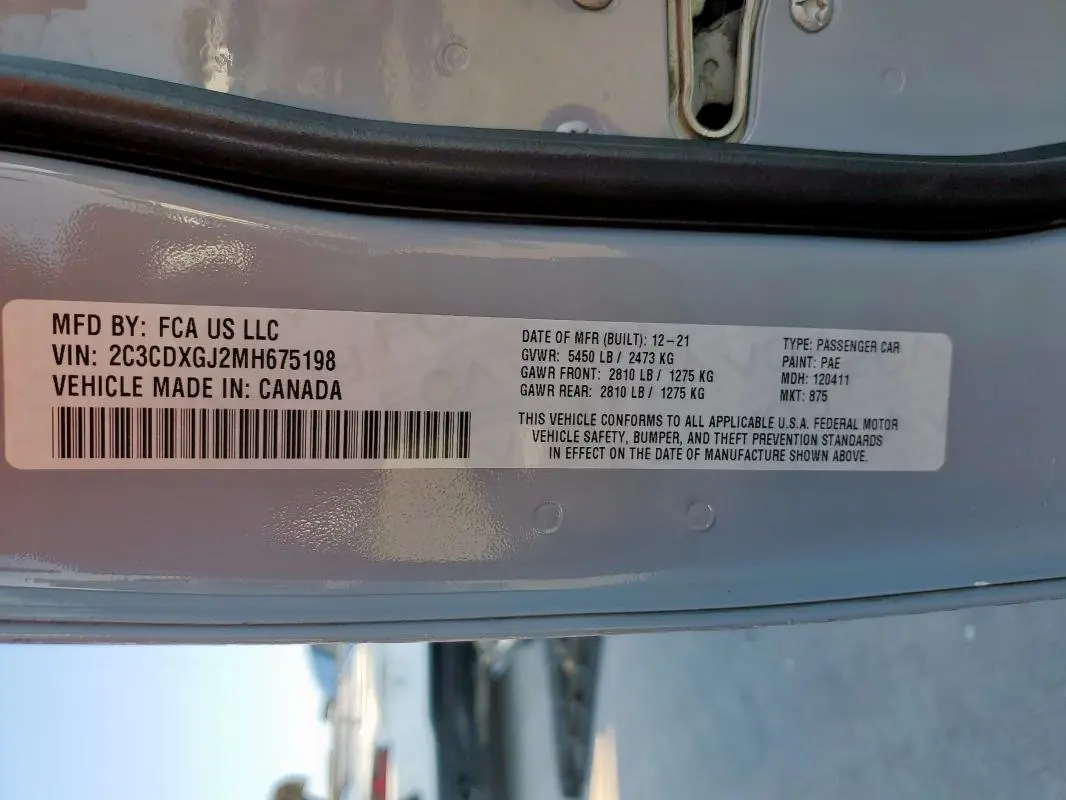 MFD BY: FCA US LLC
VIN: 2C3CDXGJ2MH675198
VEHICLE MADE IN: CANADA
DATE OF MFR (BUILT): 12-21
GVWR: 5450 LB / 2473 KG
GAWR FRONT: 2810 LB / 1275 KG
GAWR REAR: 2810 LB / 1275 KG
TYPE: PASSENGER CAR
PAINT: PAE
MDH: 120411
MKT: 875
THIS VEHICLE CONFORMS TO ALL APPLICABLE U.S.A. FEDERAL MOTOR
VEHICLE SAFETY, BUMPER, AND THEFT PREVENTION STANDARDS
IN EFFECT ON THE DATE OF MANUFACTURE SHOWN ABOVE.